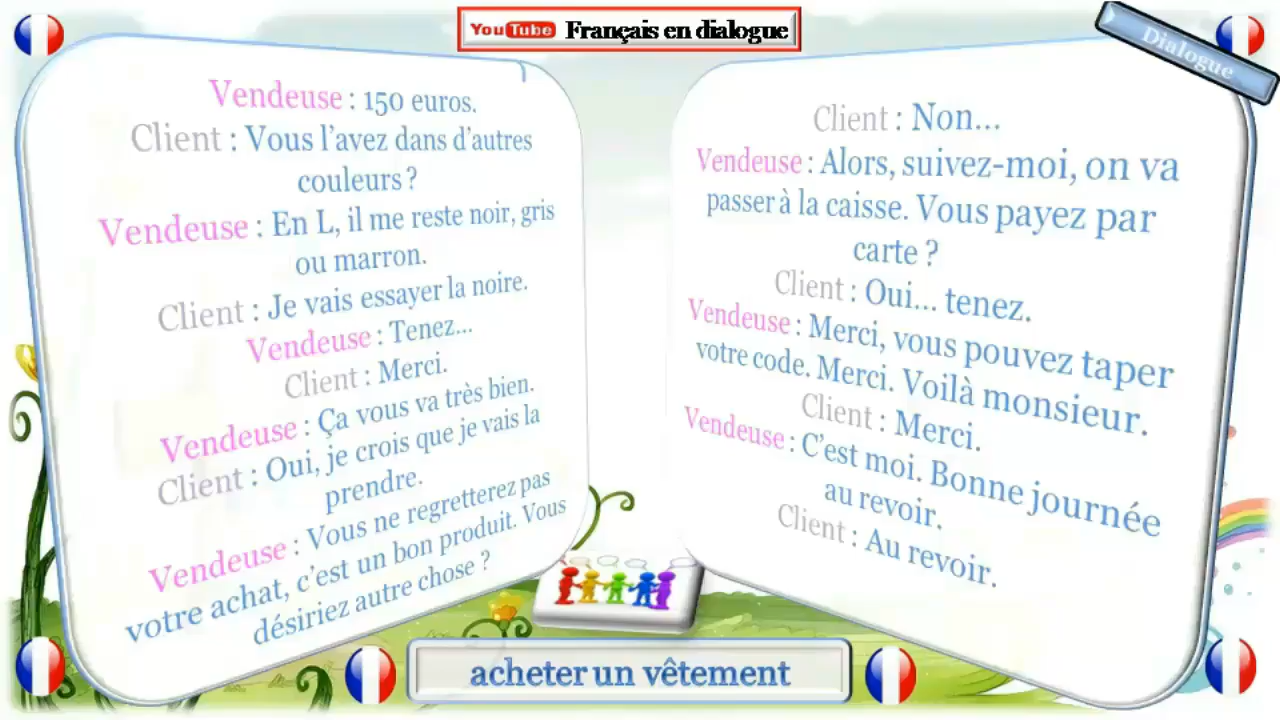 YouTube Français en dialogue
Dialogue
Vendeuse : 150 euros.
Client : Vous l'avez dans d'autres
couleurs ?
Vendeuse : En L, il me reste noir, gris
ou marron.
Client : Je vais essayer la noire.
Vendeuse : Tenez...
Client : Merci.
Vendeuse : Ça vous va très bien.
Client : Oui, je crois que je vais la
prendre.
Vendeuse : Vous ne regretterez pas
votre achat, c'est un bon produit. Vous
désiriez autre chose ?
Client : Non...
Vendeuse : Alors, suivez-moi, on va
passer à la caisse. Vous payez par
carte ?
Client : Oui... tenez.
Vendeuse : Merci, vous pouvez taper
votre code. Merci. Voilà monsieur.
Client : Merci.
Vendeuse : C'est moi. Bonne journée
au revoir.
Client : Au revoir.
acheter un vêtement